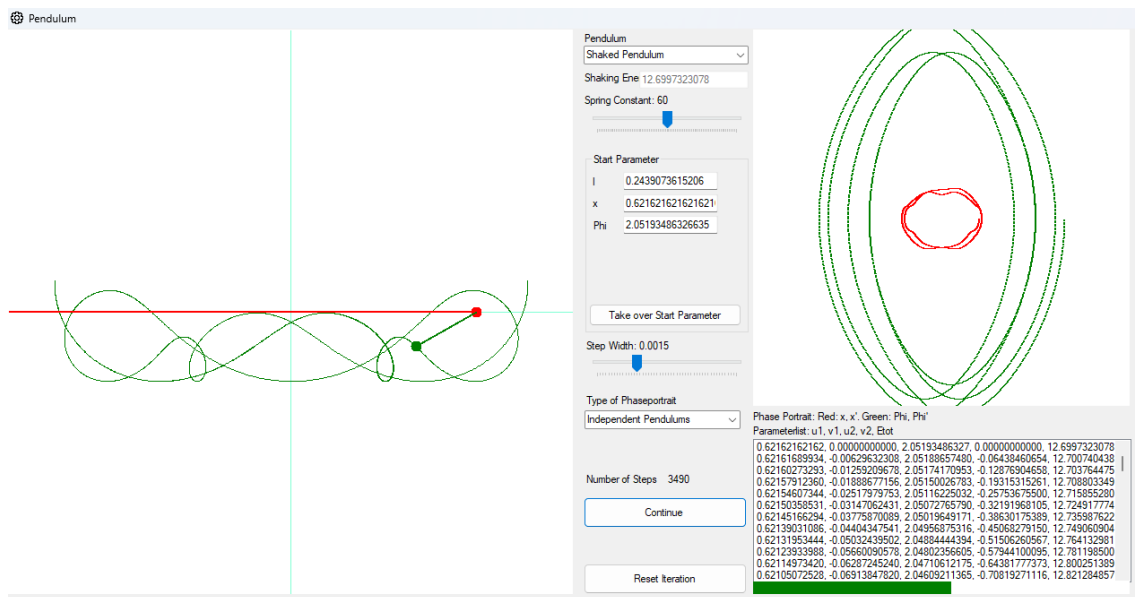 Pendulum
Pendulum
Shaked Pendulum
Shaking Ene 12.6997323078
Spring Constant: 60
Start Parameter
l 0.2439073615206
x 0.621621621621621
Phi 2.05193486326635
Take over Start Parameter
Step Width: 0.0015
Type of Phaseportrait
Independent Pendulums
Number of Steps 3490
Continue
Reset Iteration
Phase Portrait: Red: x, x'. Green: Phi, Phi'
Parameterlist: u1, v1, u2, v2, Etot
0.62162162162, 0.00000000000, 2.05193486327, 0.00000000000, 12.6997323078
0.62161689934, -0.00629632308, 2.05188657480, -0.06438460654, 12.700740438
0.62160273293, -0.01259209678, 2.05174170953, -0.12876904658, 12.703764475
0.62157912360, -0.01888677156, 2.05150026783, -0.19315315261, 12.708803349
0.62154607344, -0.02517979753, 2.05116225032, -0.25753675500, 12.715855280
0.62150358531, -0.03147062431, 2.05072765790, -0.32191968105, 12.724917774
0.62145166294, -0.03775870089, 2.05019649171, -0.38630175389, 12.735987622
0.62139031086, -0.04404347541, 2.04956875316, -0.45068279150, 12.749060904
0.62131953444, -0.05032439502, 2.04884444394, -0.51506260567, 12.764132981
0.62123933988, -0.05660090578, 2.04802356605, -0.57944100095, 12.781198500
0.62114973420, -0.06287245240, 2.04710612175, -0.64381777373, 12.800251389
0.62105072528, -0.06913847820, 2.04609211365, -0.70819271116, 12.821284857